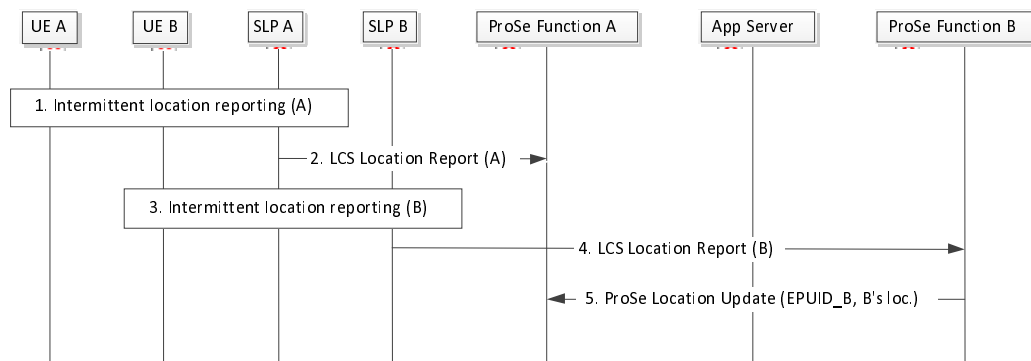 UE A
UE B
SLP A
SLP B
ProSe Function A
App Server
ProSe Function B
1. Intermittent location reporting (A)
2. LCS Location Report (A)
3. Intermittent location reporting (B)
4. LCS Location Report (B)
5. ProSe Location Update (EPUID_B, B's loc.)